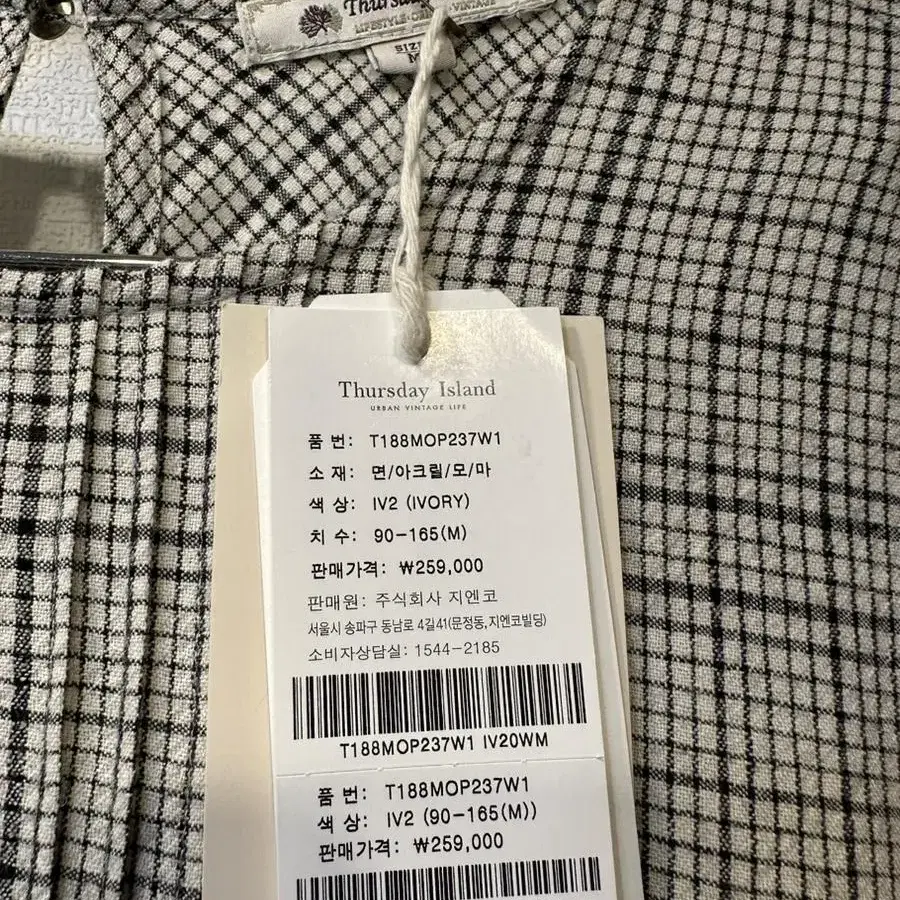 Thursday
LIFESTYLE · VINTAGE
SIZE
M
Thursday Island
URBAN VINTAGE LIFE
품 번: T188MOP237W1
소 재: 면/아크릴/모/마
색 상: IV2 (IVORY)
치 수: 90-165(M)
판매가격: ₩259,000
판매원: 주식회사 지엔코
서울시 송파구 동남로 4길41(문정동,지엔코빌딩)
소비자상담실: 1544-2185
T188MOP237W1 IV20WM
품 번: T188MOP237W1
색 상: IV2 (90-165(M))
판매가격: ₩259,000